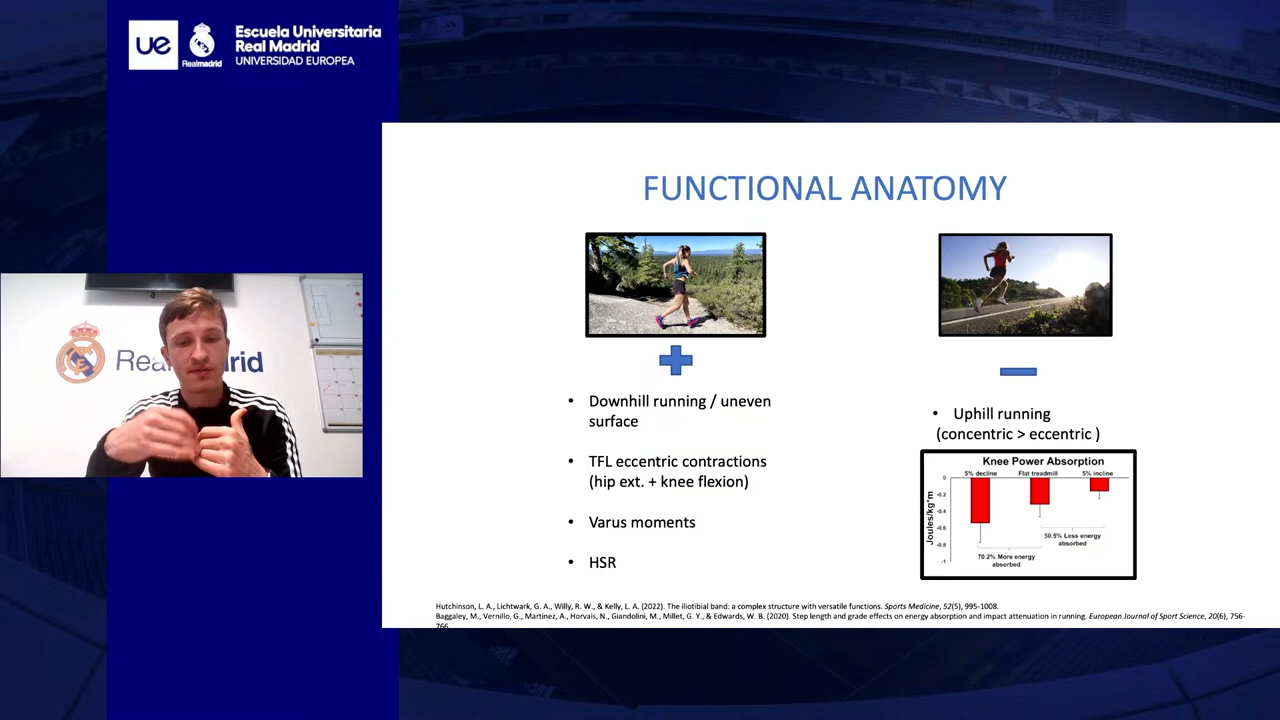 ue
Realmadrid
Escuela Universitaria
Real Madrid
UNIVERSIDAD EUROPEA
FUNCTIONAL ANATOMY
• Downhill running / uneven
surface
• TFL eccentric contractions
(hip ext. + knee flexion)
• Varus moments
• HSR
• Uphill running
(concentric > eccentric )
Knee Power Absorption
5% decline
Flat treadmill
5% incline
Joules/kg*m
0
-0.2
-0.4
-0.6
-0.8
-1
50.5% Less energy
absorbed
70.2% More energy
absorbed
Hutchinson, L. A., Lichtwark, G. A., Willy, R. W., & Kelly, L. A. (2022). The iliotibial band: a complex structure with versatile functions. Sports Medicine, 52(5), 995-1008.
Baggaley, M., Vernillo, G., Martinez, A., Horvais, N., Giandolini, M., Millet, G. Y., & Edwards, W. B. (2020). Step length and grade effects on energy absorption and impact attenuation in running. European Journal of Sport Science, 20(6), 756-
766.